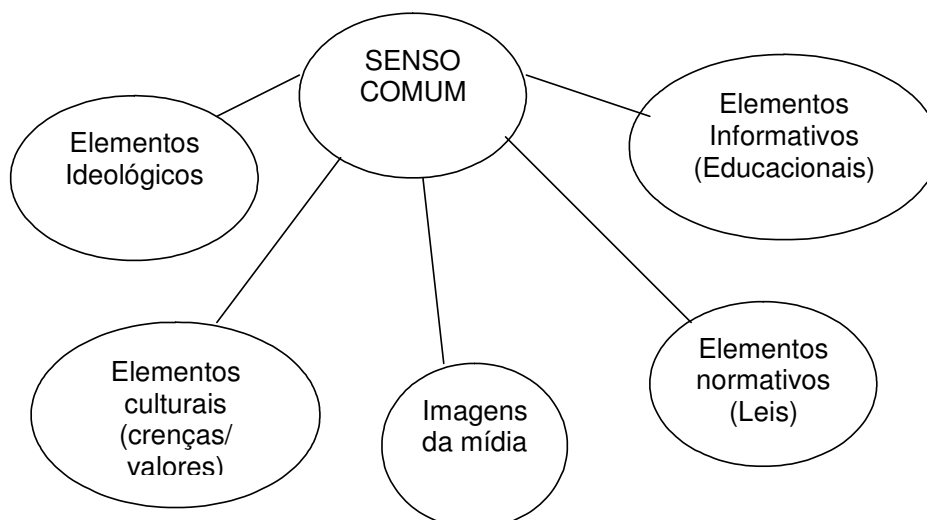 SENSO
COMUM
Elementos
Ideológicos
Elementos
Informativos
(Educacionais)
Elementos
culturais
(crenças/
valores)
Imagens
da mídia
Elementos
normativos
(Leis)